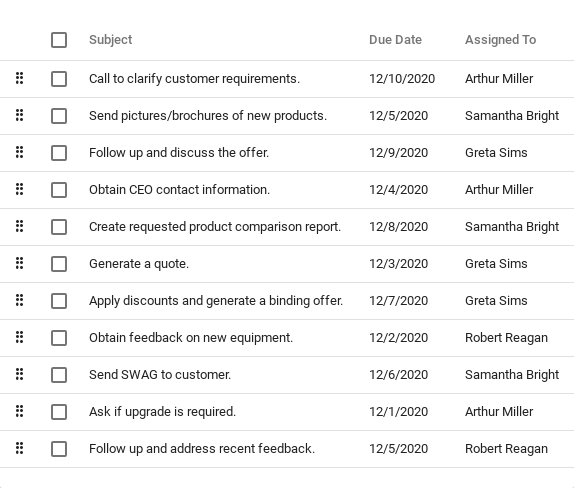 Subject Due Date Assigned To
Call to clarify customer requirements. 12/10/2020 Arthur Miller
Send pictures/brochures of new products. 12/5/2020 Samantha Bright
Follow up and discuss the offer. 12/9/2020 Greta Sims
Obtain CEO contact information. 12/4/2020 Arthur Miller
Create requested product comparison report. 12/8/2020 Samantha Bright
Generate a quote. 12/3/2020 Greta Sims
Apply discounts and generate a binding offer. 12/7/2020 Greta Sims
Obtain feedback on new equipment. 12/2/2020 Robert Reagan
Send SWAG to customer. 12/6/2020 Samantha Bright
Ask if upgrade is required. 12/1/2020 Arthur Miller
Follow up and address recent feedback. 12/5/2020 Robert Reagan